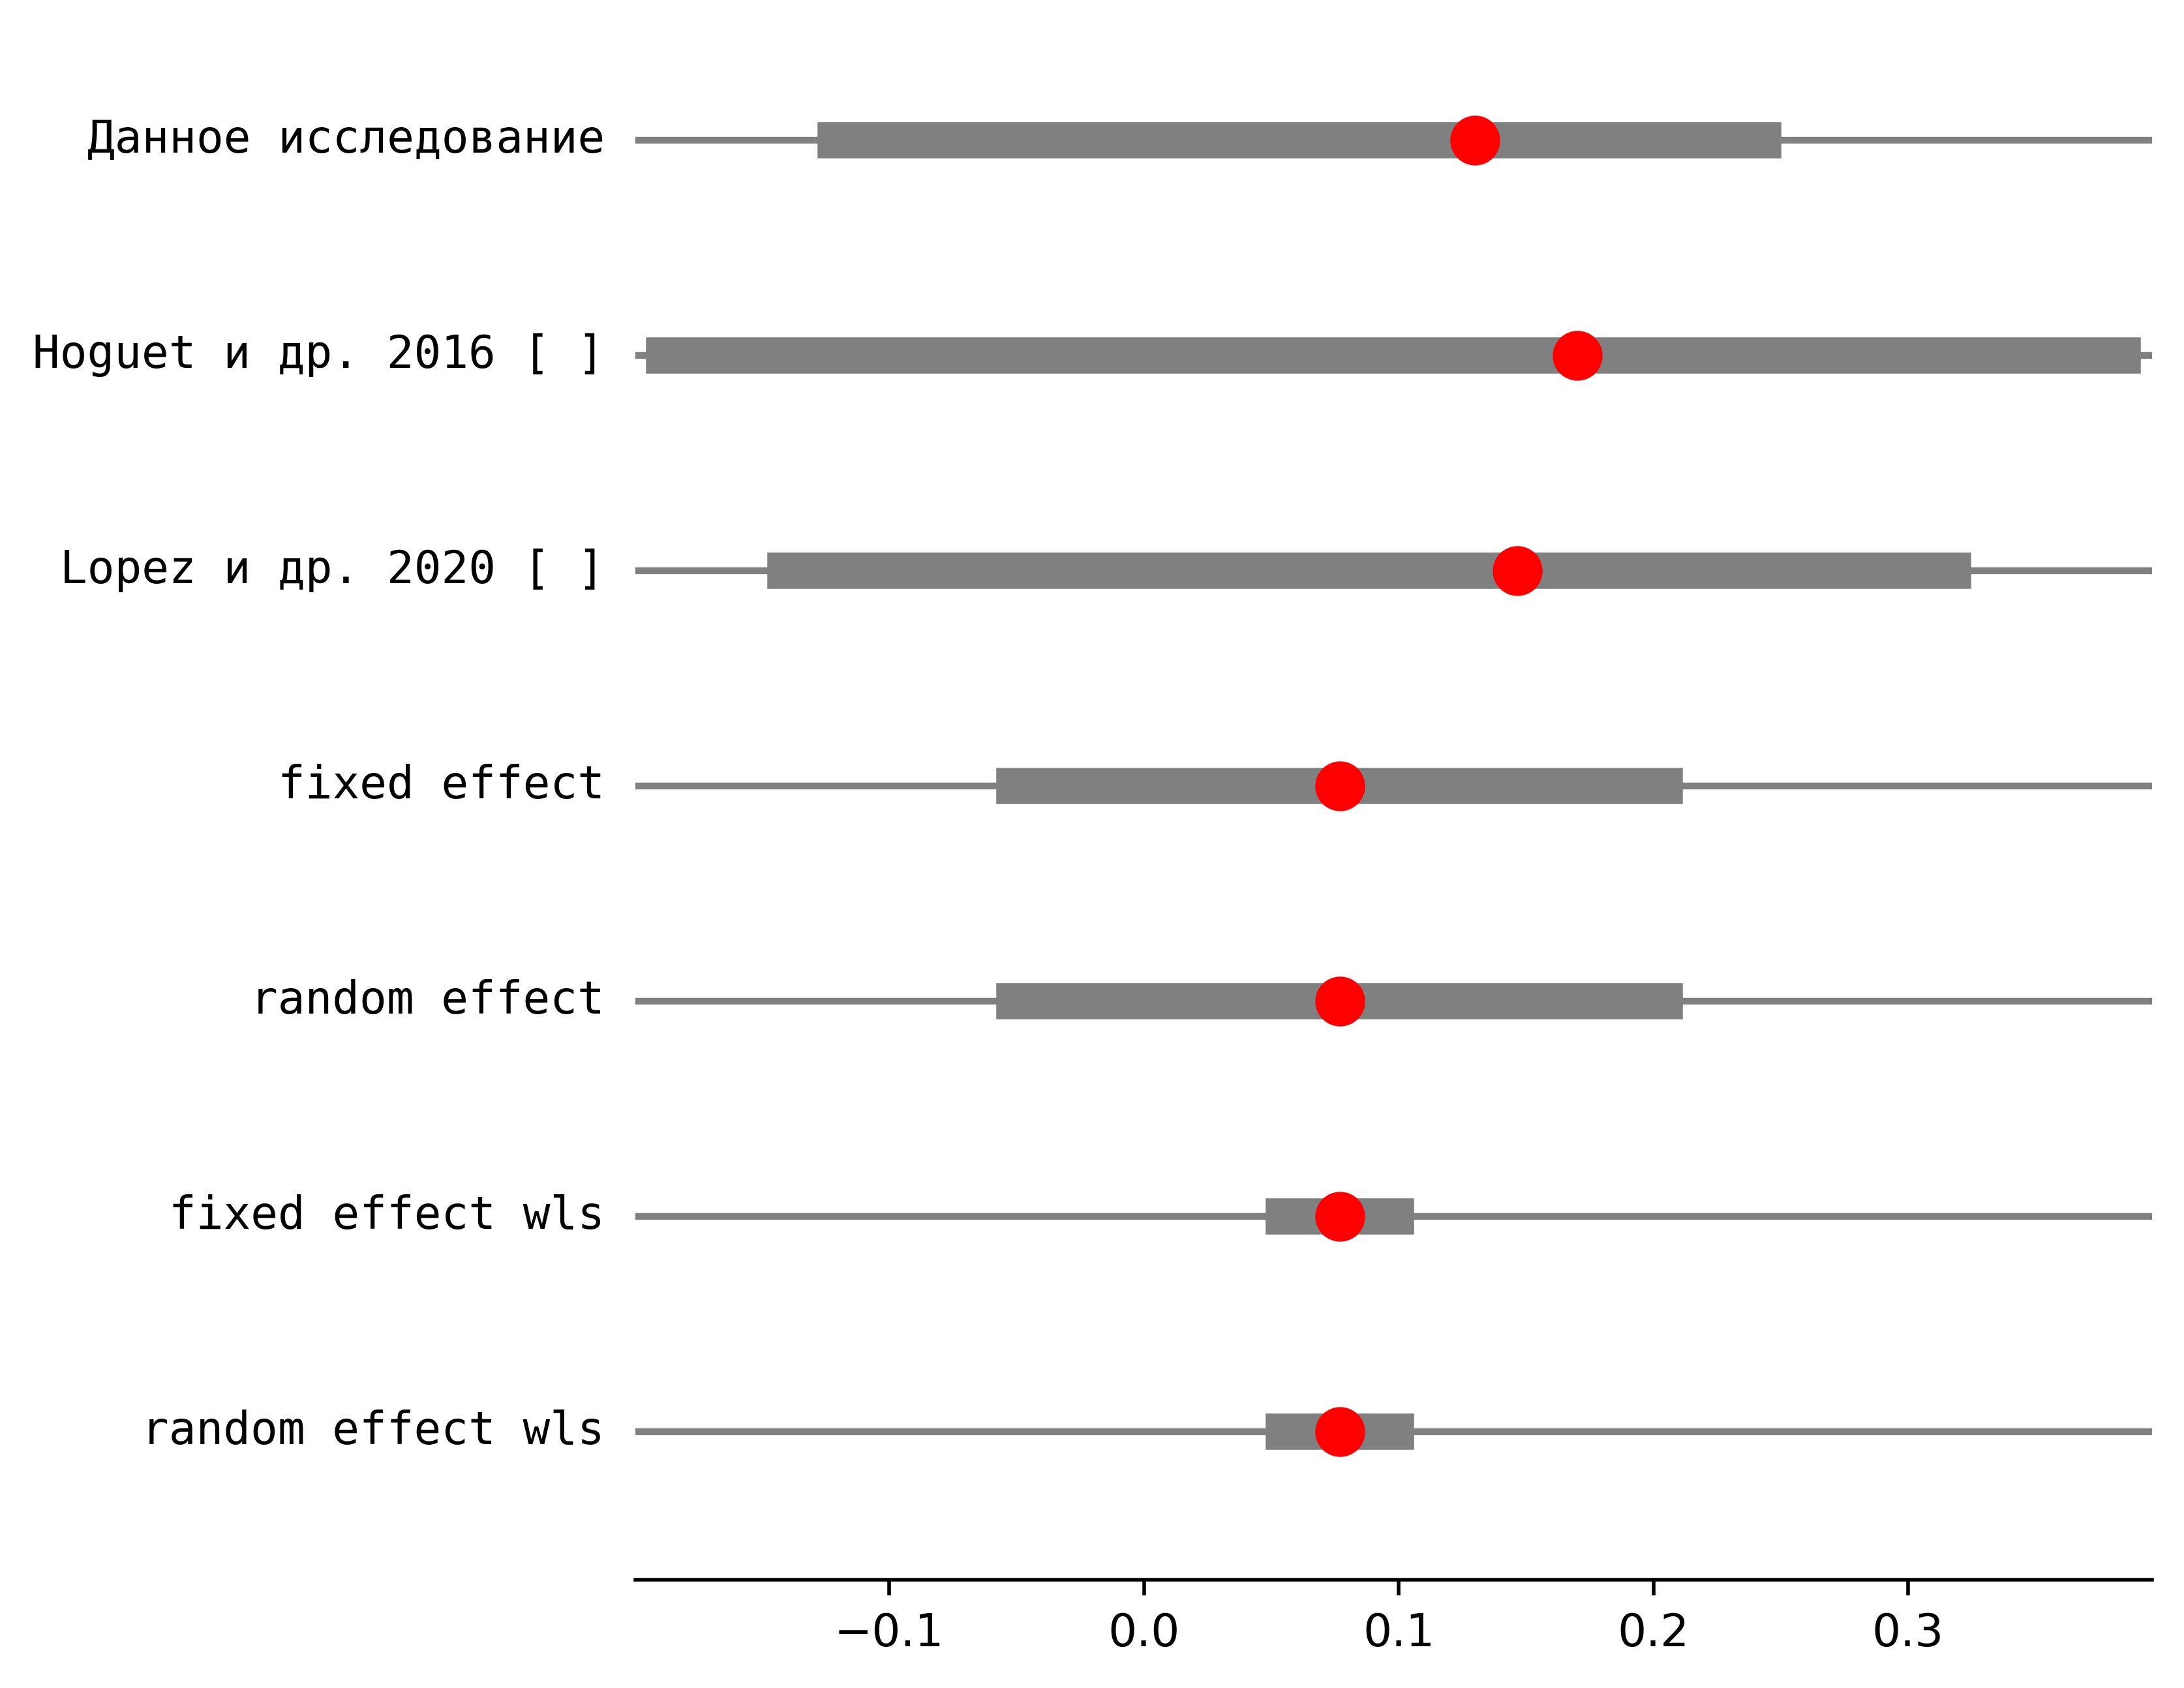 Данное исследование
Hoguet и др. 2016 [ ]
Lopez и др. 2020 [ ]
fixed effect
random effect
fixed effect wls
random effect wls
−0.1 0.0 0.1 0.2 0.3